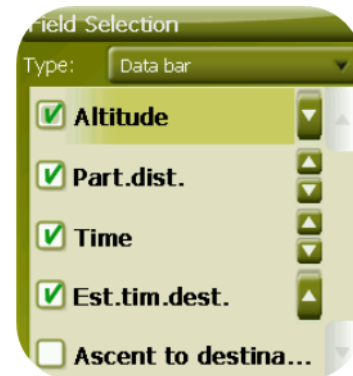 Field Selection
Type: Data bar
Altitude
Part.dist.
Time
Est.tim.dest.
Ascent to destina...